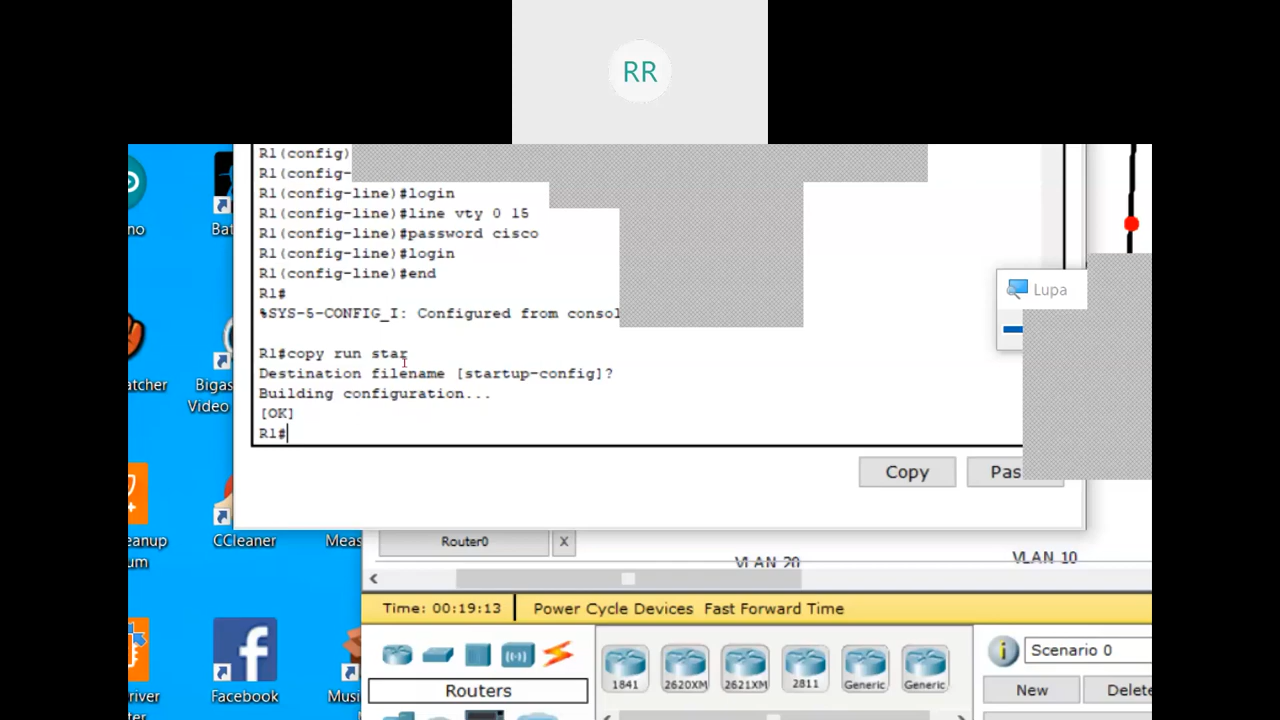 RR
R1(config)
R1(config-
R1(config-line)#login
R1(config-line)#line vty 0 15
R1(config-line)#password cisco
R1(config-line)#login
R1(config-line)#end
R1#
%SYS-5-CONFIG_I: Configured from consol
R1#copy run star
Destination filename [startup-config]?
Building configuration...
[OK]
R1#
Copy
Pas
Lupa
no
Bat
atcher
Bigas
Video
eanup
um
CCleaner
Meas
river
ter
Facebook
Musi
Router0
X
VLAN 20
VLAN 10
Time: 00:19:13
Power Cycle Devices Fast Forward Time
Routers
1841
2620XM
2621XM
2811
Generic
Generic
Scenario 0
New
Delete